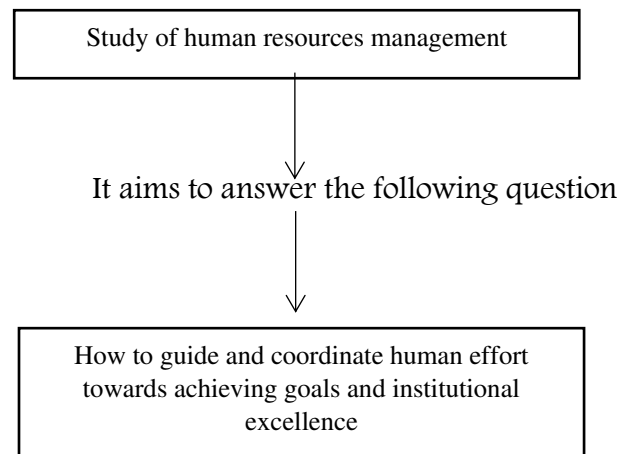 Study of human resources management
It aims to answer the following question
How to guide and coordinate human effort
towards achieving goals and institutional
excellence